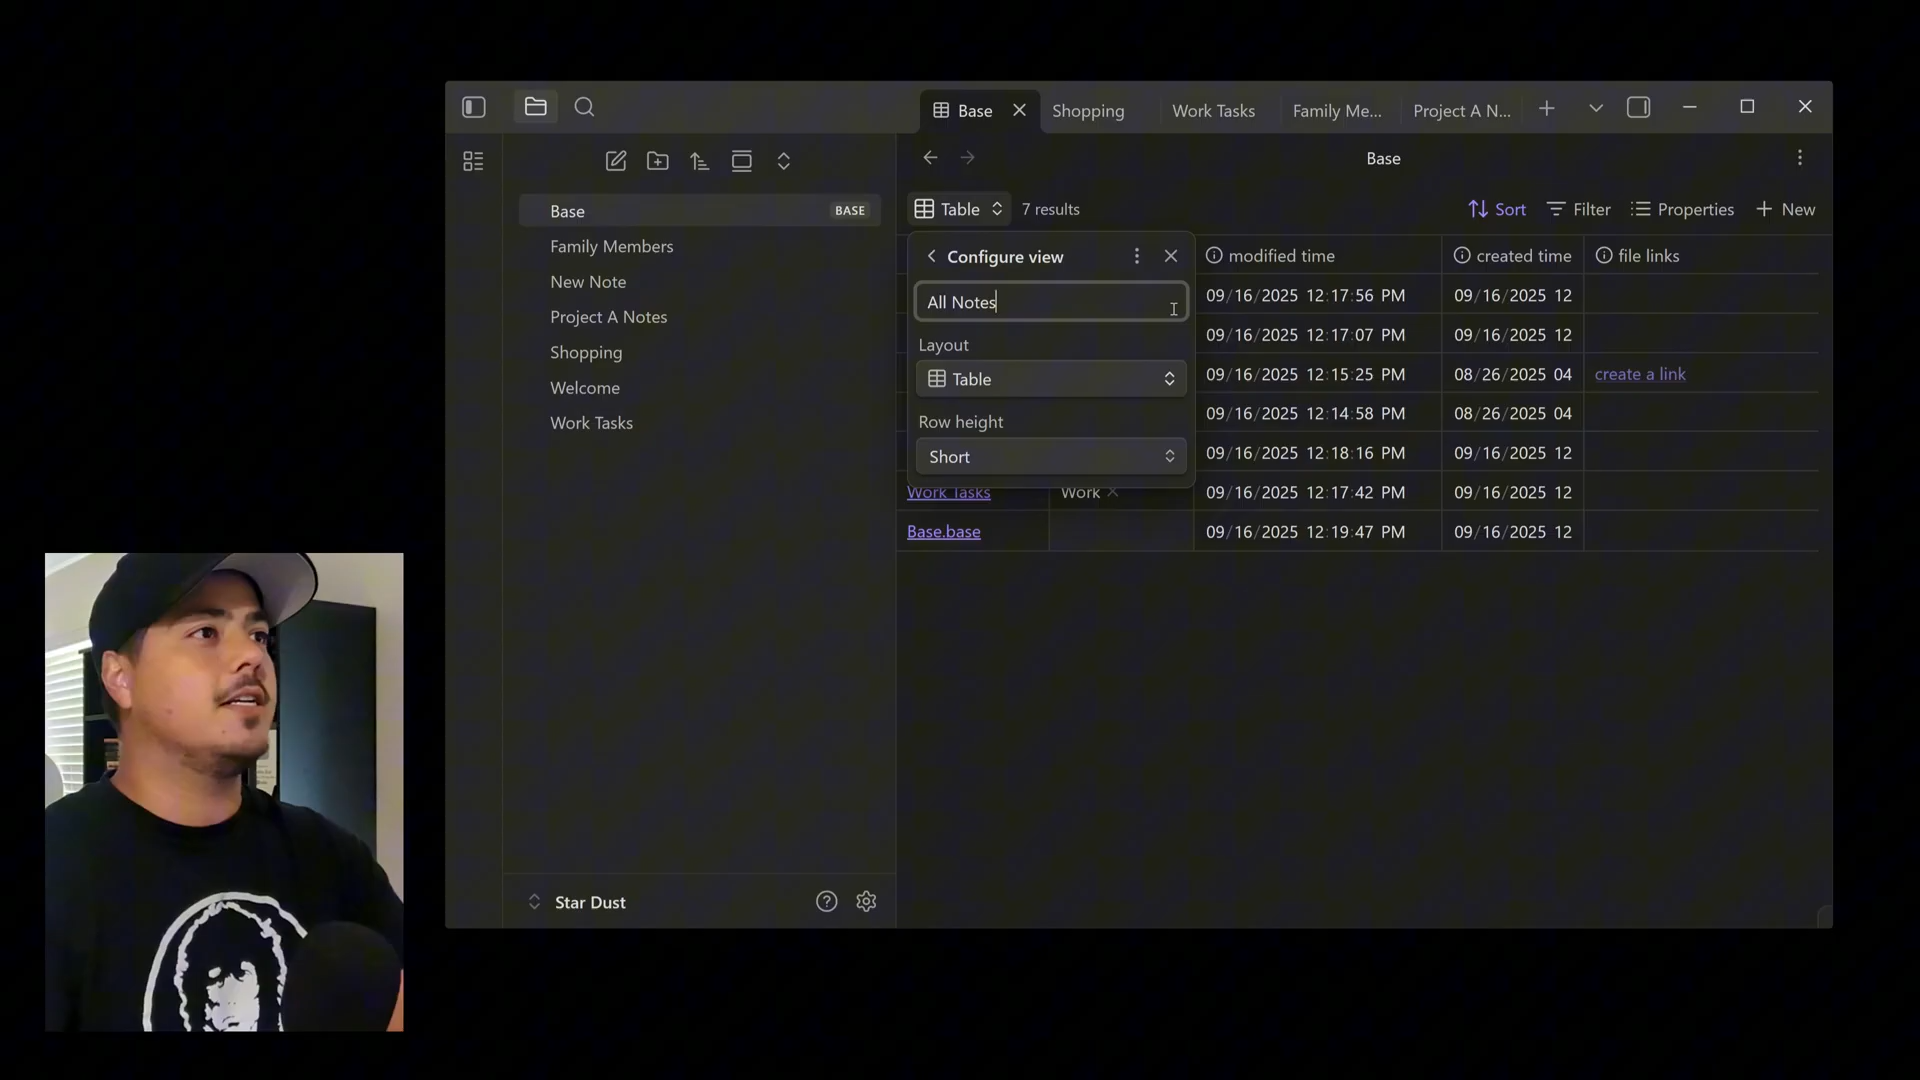 Base
Shopping
Work Tasks
Family Me...
Project A N...
Base
Table
7 results
Sort
Filter
Properties
New
Base
BASE
Family Members
New Note
Project A Notes
Shopping
Welcome
Work Tasks
Star Dust
Configure view
All Notes
Layout
Table
Row height
Short
modified time
created time
file links
09/16/2025 12:17:56 PM
09/16/2025 12
09/16/2025 12:17:07 PM
09/16/2025 12
09/16/2025 12:15:25 PM
08/26/2025 04
create a link
09/16/2025 12:14:58 PM
08/26/2025 04
09/16/2025 12:18:16 PM
09/16/2025 12
Work Tasks
Work
09/16/2025 12:17:42 PM
09/16/2025 12
Base.base
09/16/2025 12:19:47 PM
09/16/2025 12